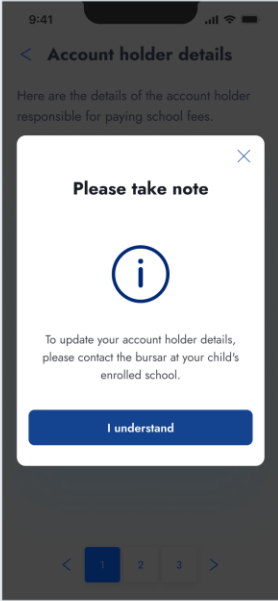 9:41
Account holder details
Here are the details of the account holder
responsible for paying school fees.
Please take note
To update your account holder details,
please contact the bursar at your child's
enrolled school.
I understand
1 2 3